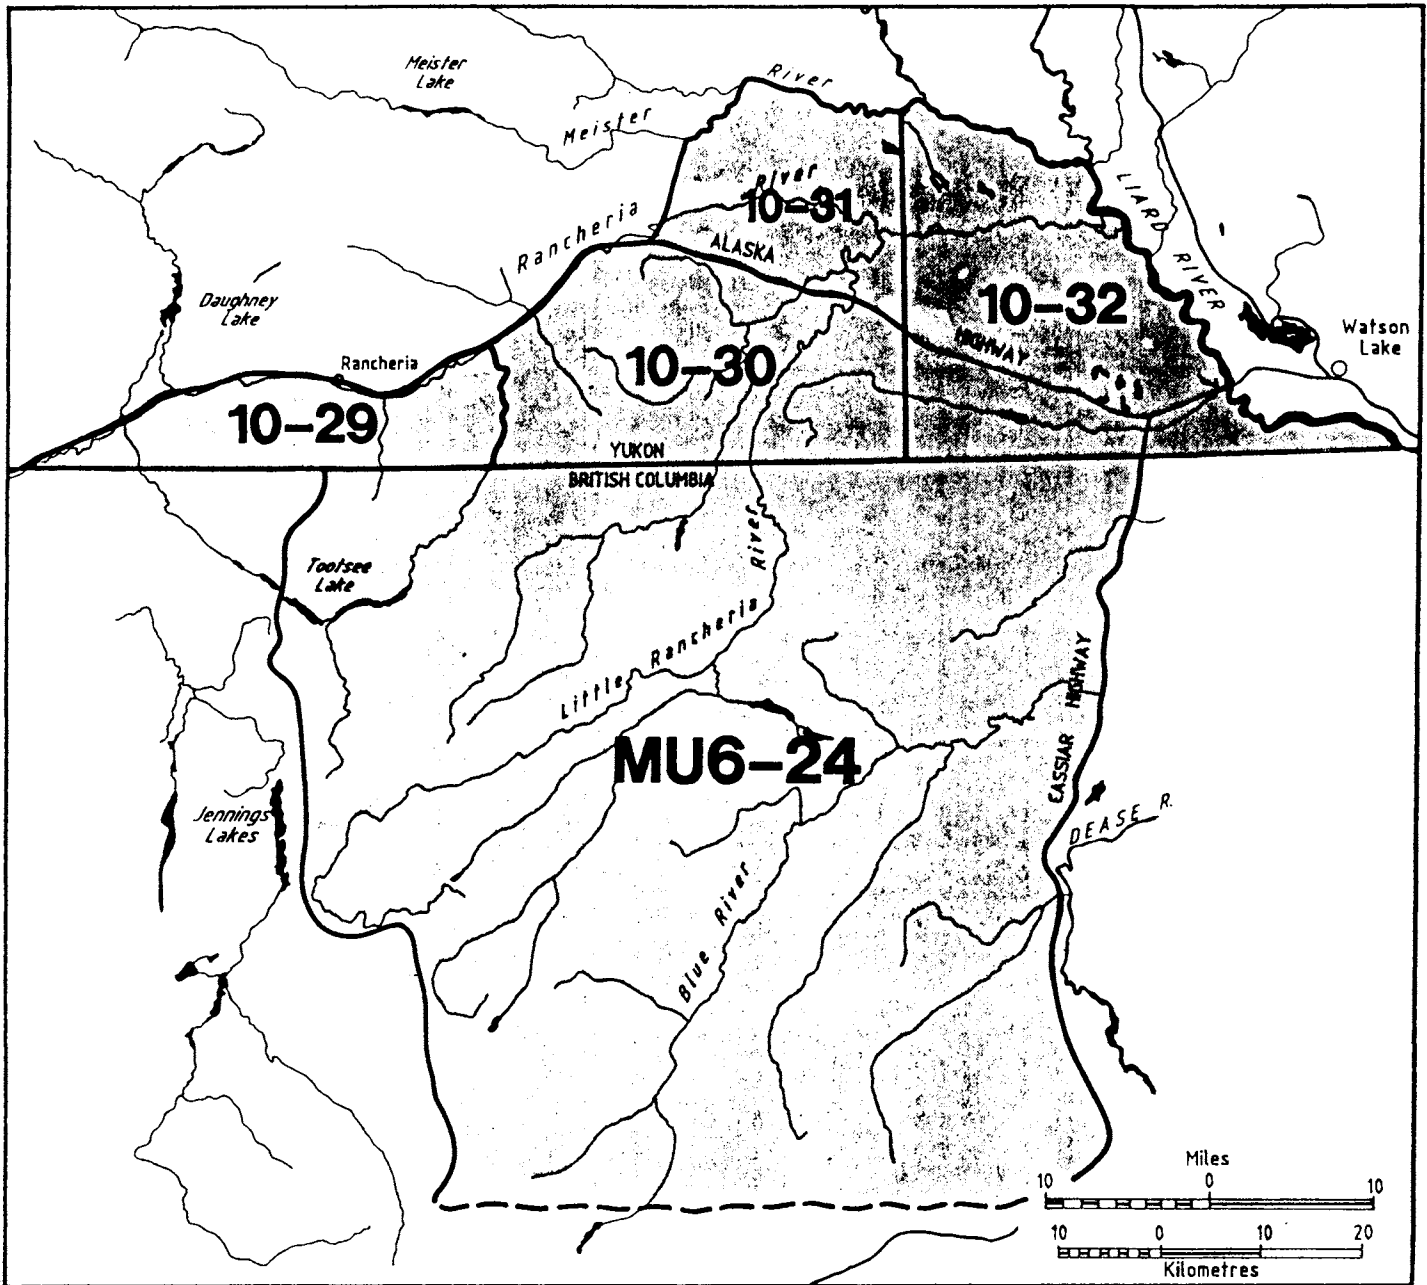 Meister
Lake
River
Meister
River
10-31
LIARD
RIVER
Rancheria
ALASKA
Daughney
Lake
10-32
HIGHWAY
Watson
Lake
Rancheria
10-30
10-29
YUKON
BRITISH COLUMBIA
River
Tootsee
Lake
Little Rancheria
CASSIAR HIGHWAY
MU6-24
Jennings
Lakes
DEASE R.
Blue River
Miles
10 0 10
10 0 10 20
Kilometres